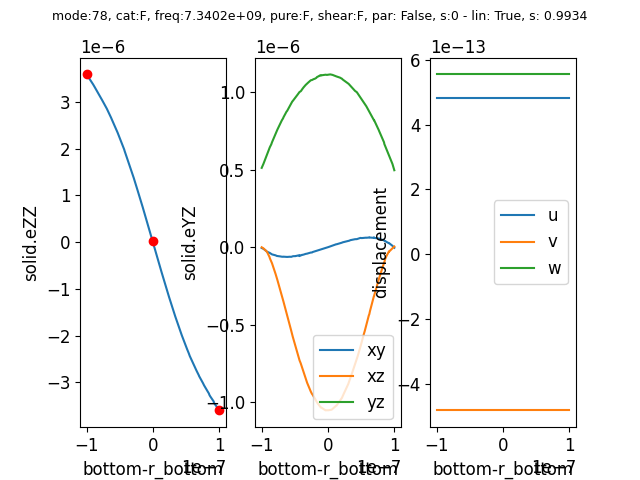 mode:78, cat:F, freq:7.3402e+09, pure:F, shear:F, par: False, s:0 - lin: True, s: 0.9934
1e−6
3
2
1
0
−1
−2
−3
solid.eZZ
−1
0
1
1e−7
bottom-r_bottom
1e−6
1.0
0.5
0.0
−0.5
−1.0
solid.eYZ
xy
xz
yz
−1
0
1
1e−7
bottom-r_bottom
1e−13
6
4
2
0
−2
−4
displacement
u
v
w
−1
0
1
1e−7
bottom-r_bottom